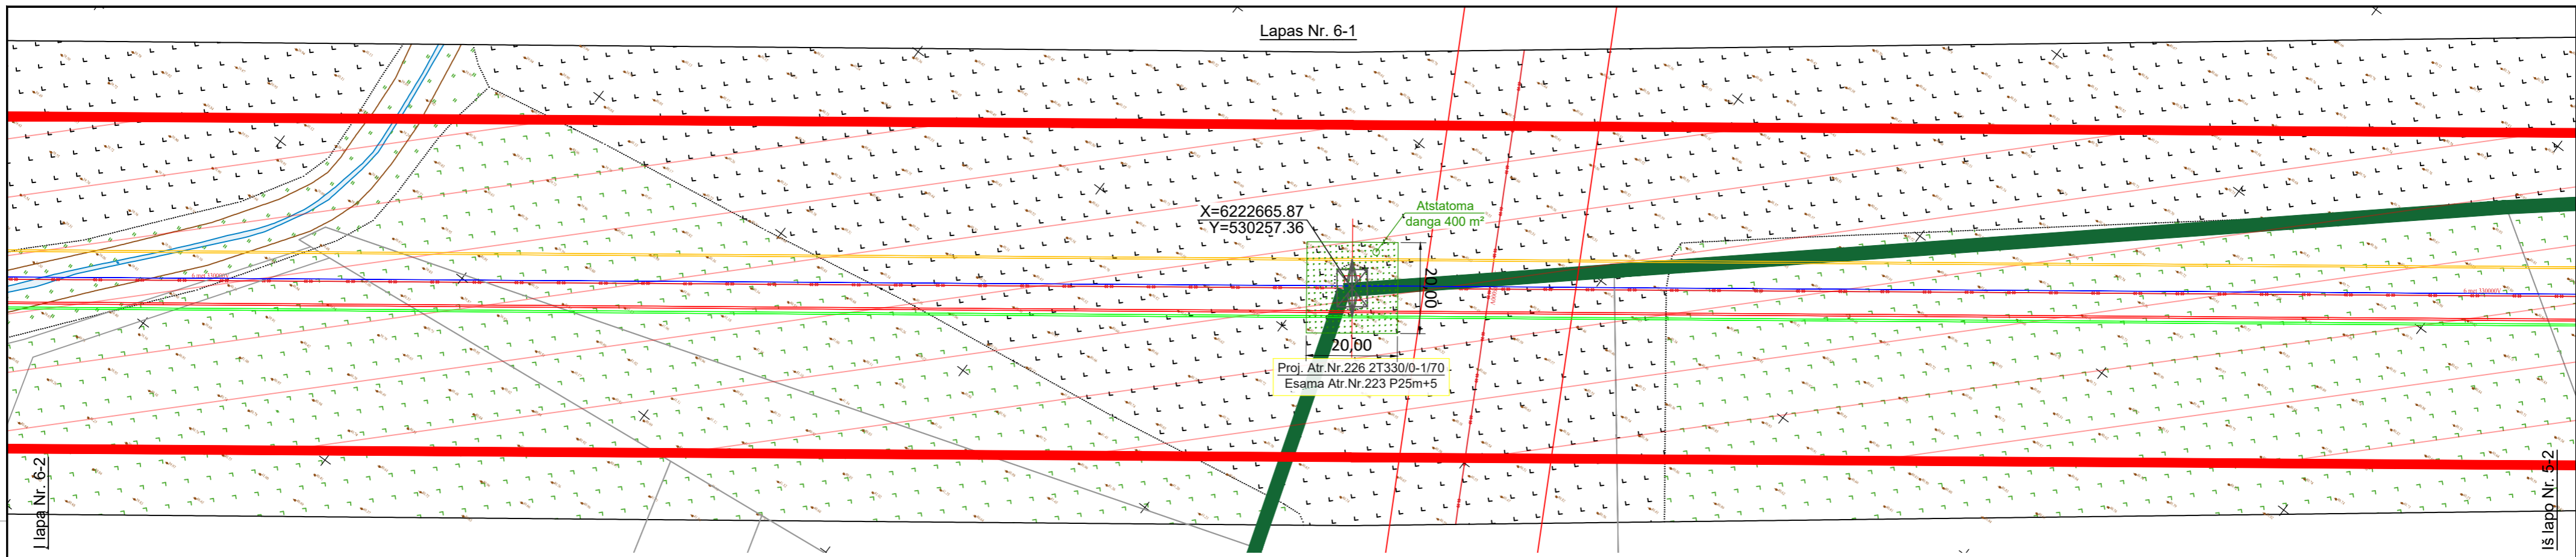 Lapas Nr. 6-1
X=6222665.87
Y=530257.36
Atstatoma
danga 400 m²
20,00
20,00
Proj. Atr.Nr.226 2T330/0-1/70
Esama Atr.Nr.223 P25m+5
Į lapą Nr. 6-2
Iš lapo Nr. 5-2